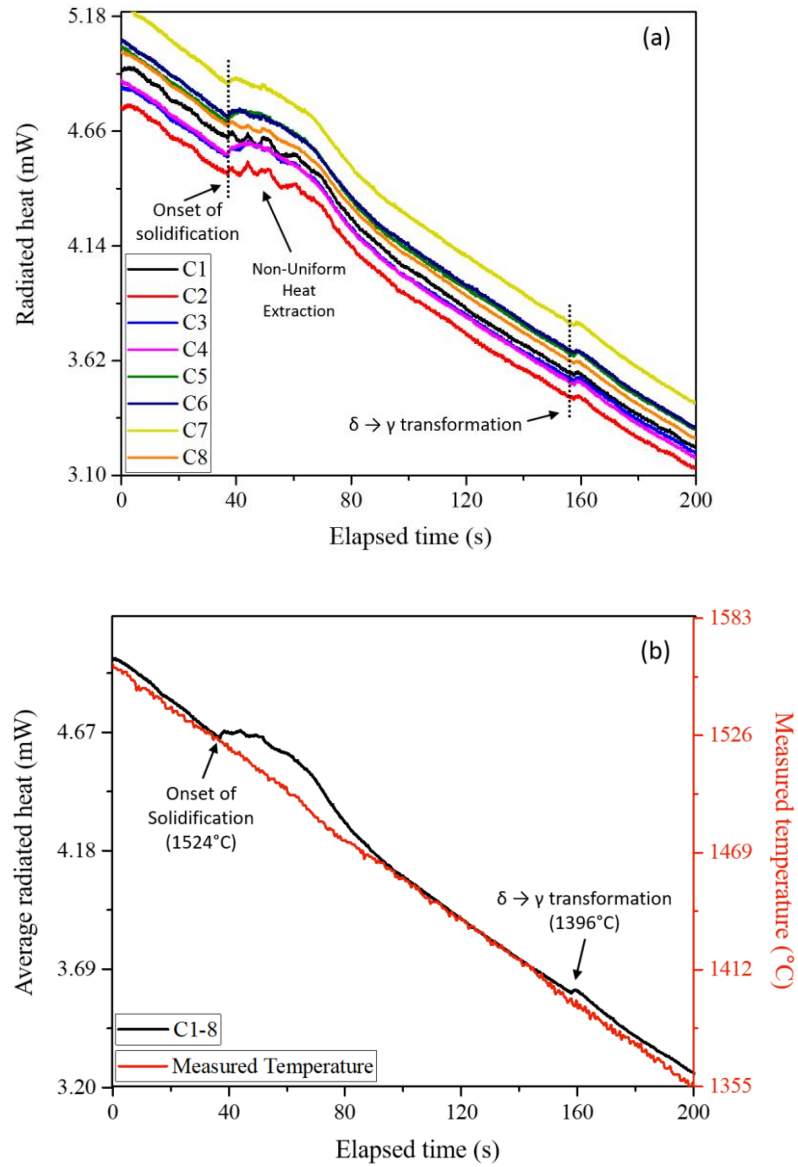 (a)
5.18
4.66
4.14
3.62
3.10
Radiated heat (mW)
Onset of
solidification
Non-Uniform
Heat
Extraction
C1
C2
C3
C4
C5
C6
C7
C8
δ → γ transformation
0
40
80
120
160
200
Elapsed time (s)
(b)
4.67
4.18
3.69
3.20
Average radiated heat (mW)
1583
1526
1469
1412
1355
Measured temperature (°C)
Onset of
Solidification
(1524°C)
δ → γ transformation
(1396°C)
C1-8
Measured Temperature
0
40
80
120
160
200
Elapsed time (s)